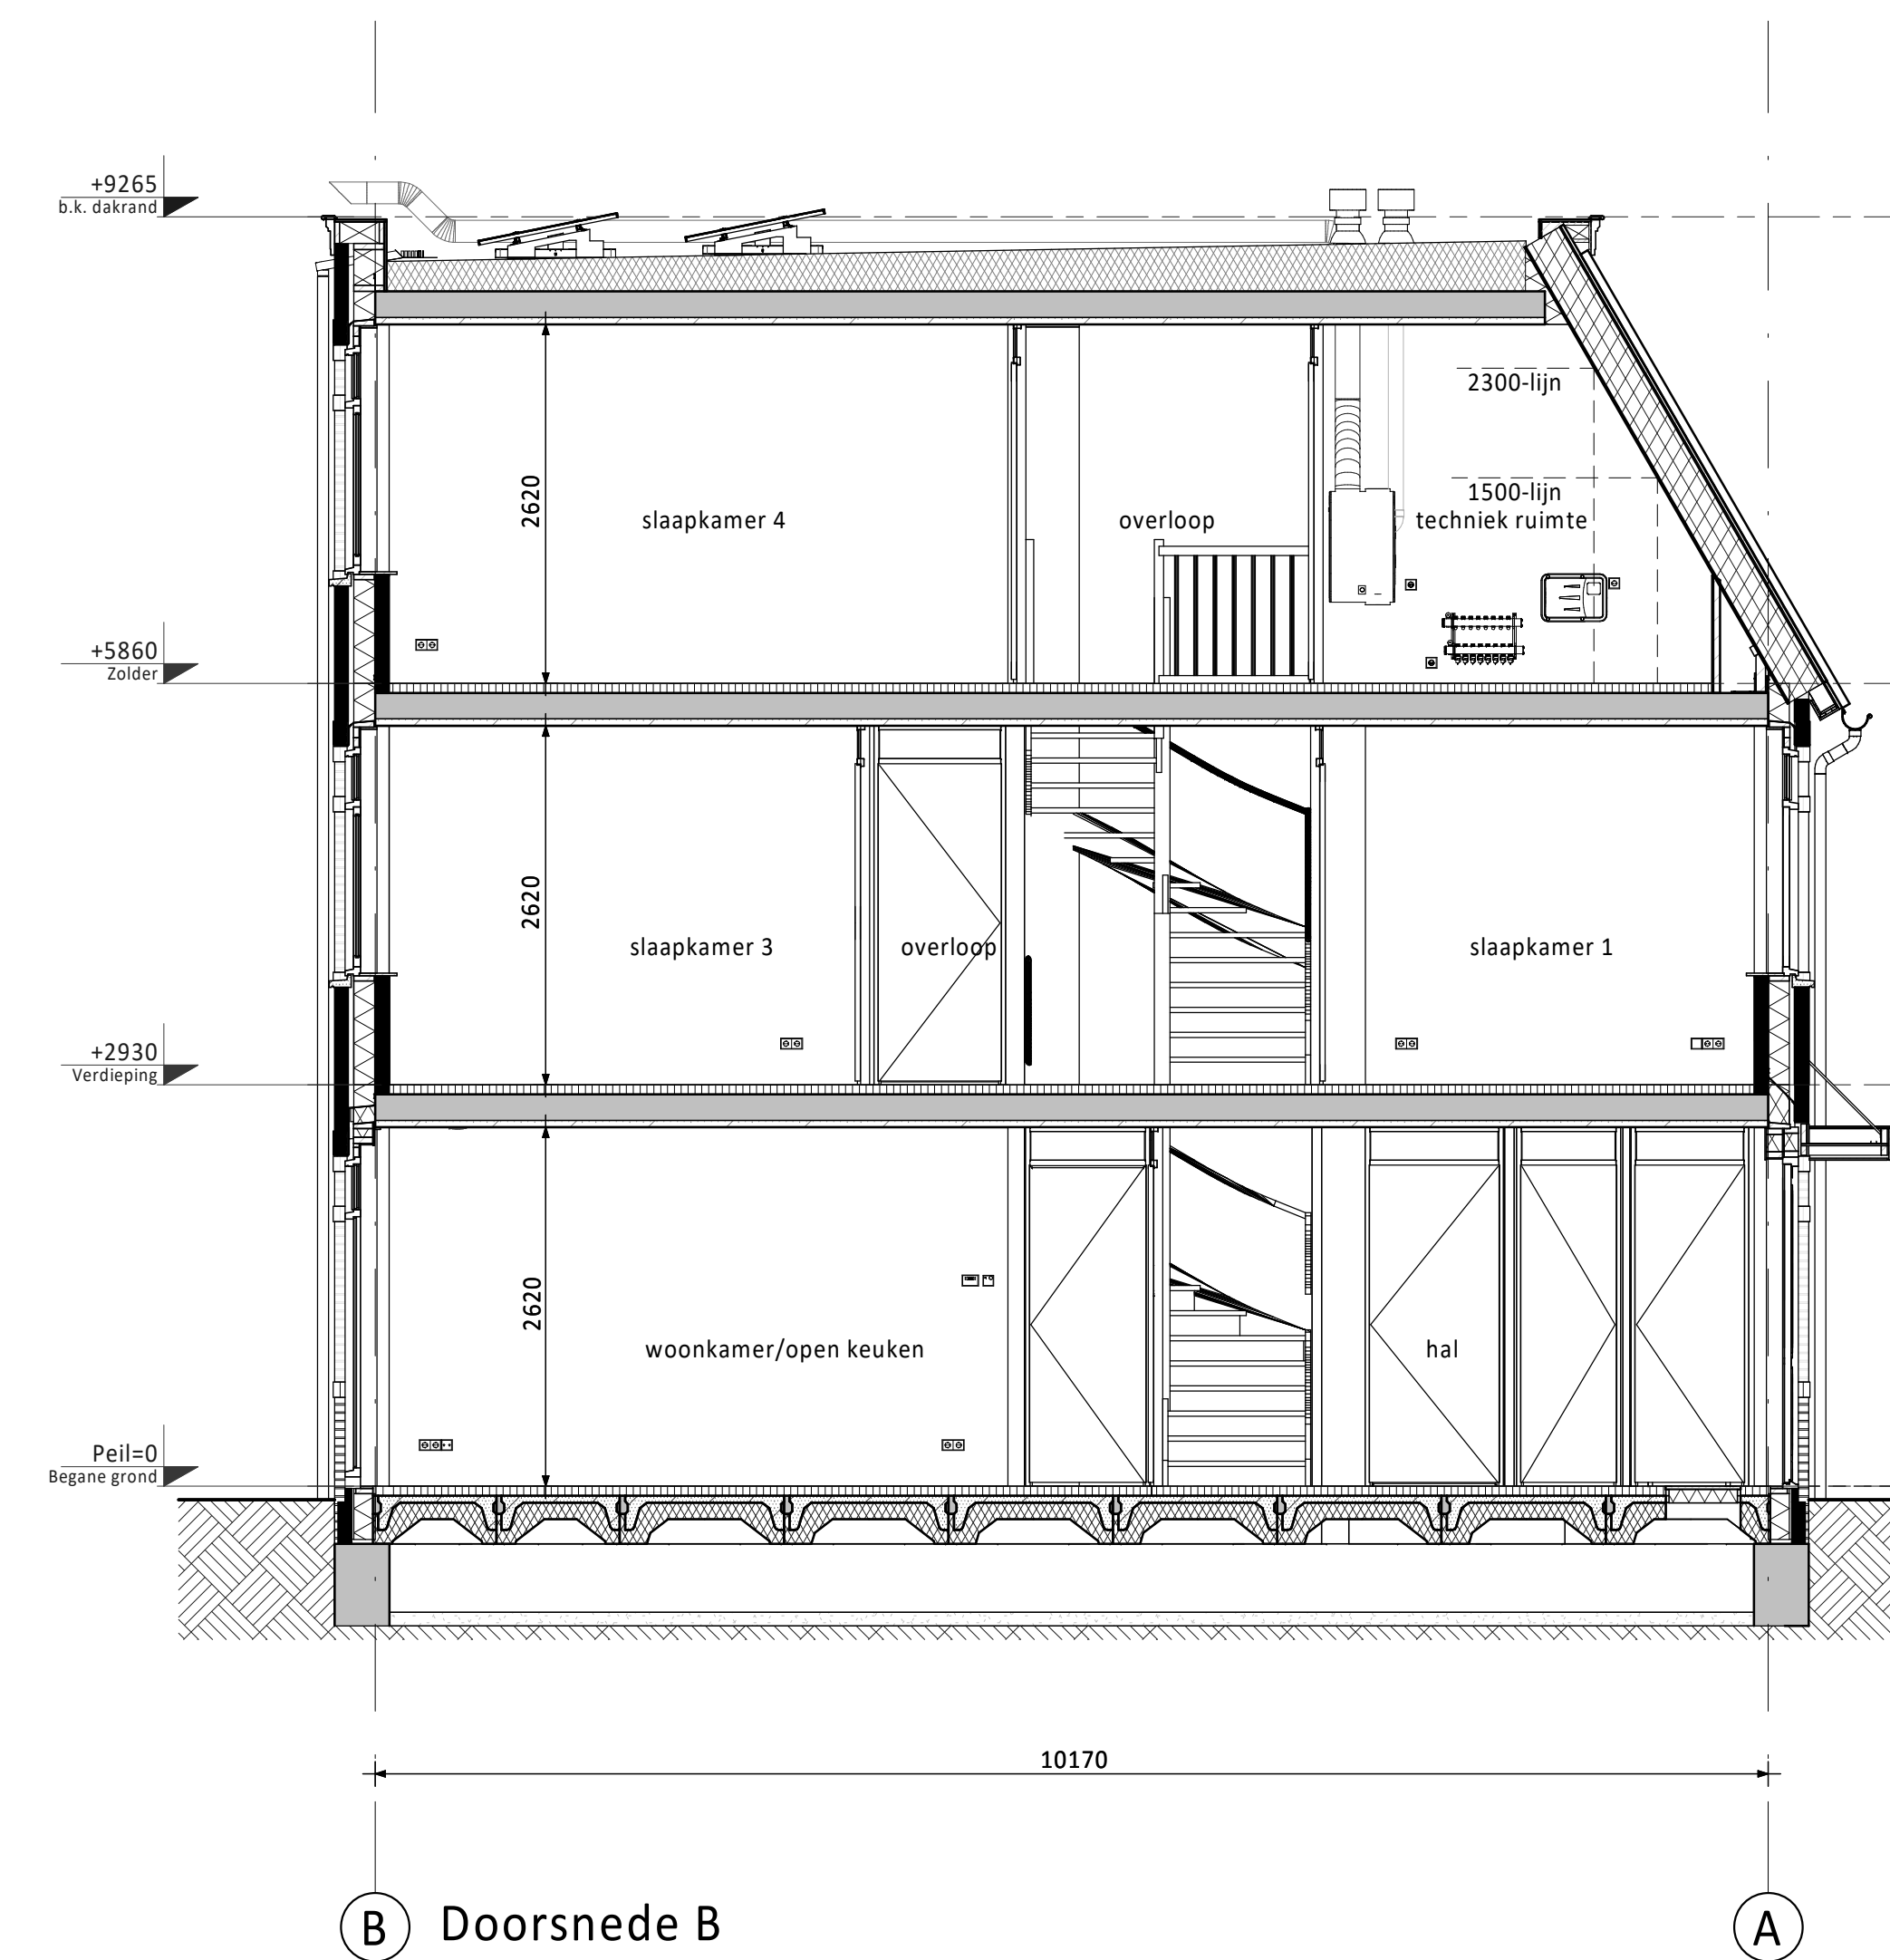 +9265
b.k. dakrand
2300-lijn
1500-lijn
2620
slaapkamer 4
overloop
techniek ruimte
+5860
Zolder
2620
slaapkamer 3
overloop
slaapkamer 1
+2930
Verdieping
2620
woonkamer/open keuken
hal
Peil=0
Begane grond
10170
B
Doorsnede B
A